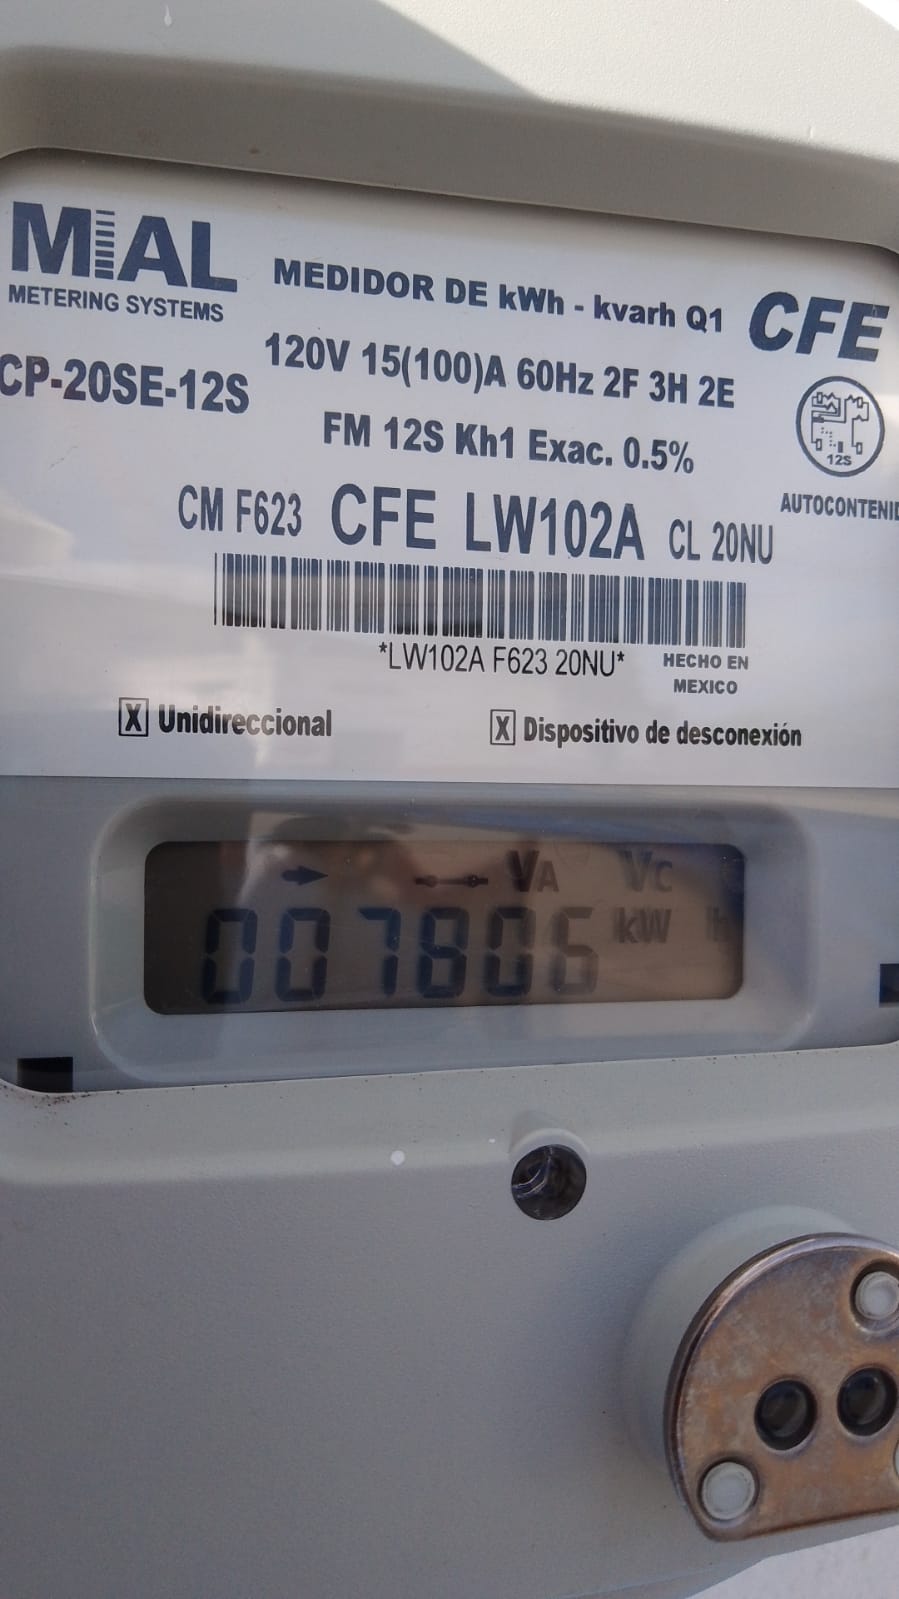 MIAL
METERING SYSTEMS
MEDIDOR DE kWh - kvarh Q1
CFE
CP-20SE-12S
120V 15(100)A 60Hz 2F 3H 2E
FM 12S Kh1 Exac. 0.5%
12S
AUTOCONTENID
CM F623 CFE LW102A CL 20NU
*LW102A F623 20NU*
HECHO EN
MEXICO
X Unidireccional
X Dispositivo de desconexión
VA VC
007806 kW h